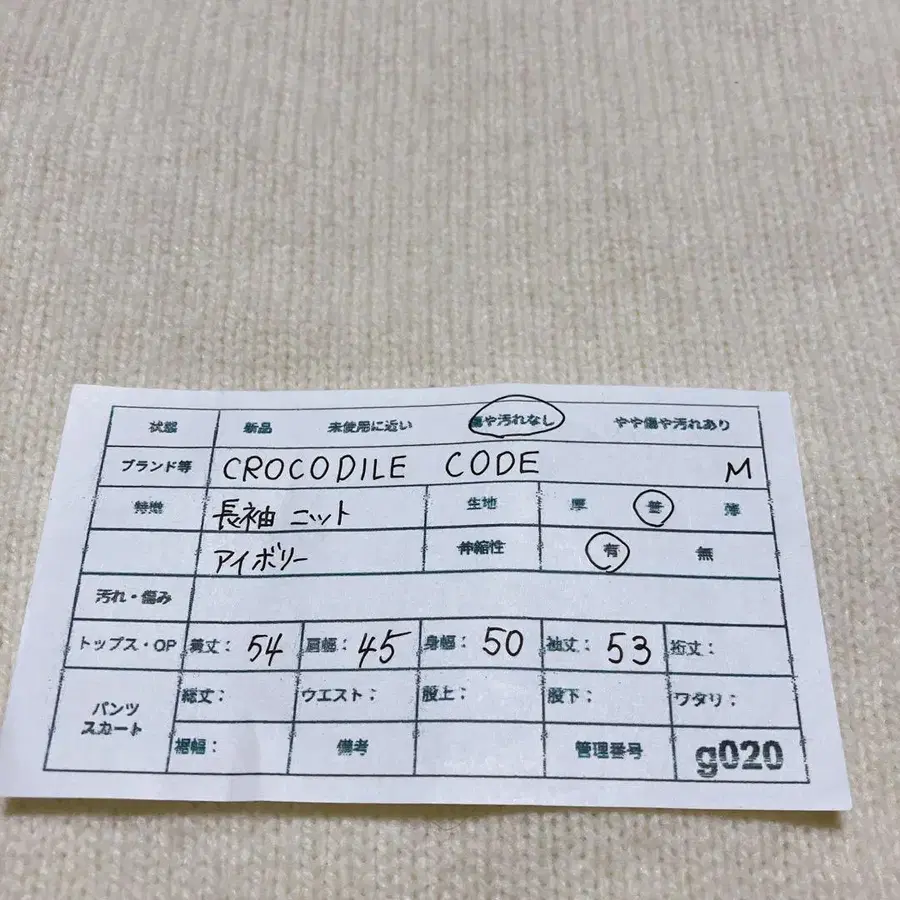 状態 新品 未使用に近い 傷や汚れなし やや傷や汚れあり
ブランド等 CROCODILE CODE M
特徴 長袖 ニット 生地 厚 普 薄
アイボリー 伸縮性 有 無
汚れ・傷み
トップス・OP 着丈: 54 肩幅: 45 身幅: 50 袖丈: 53 裄丈:
パンツ スカート 総丈: ウエスト: 股上: 股下: ワタリ:
裾幅: 備考 管理番号 g020